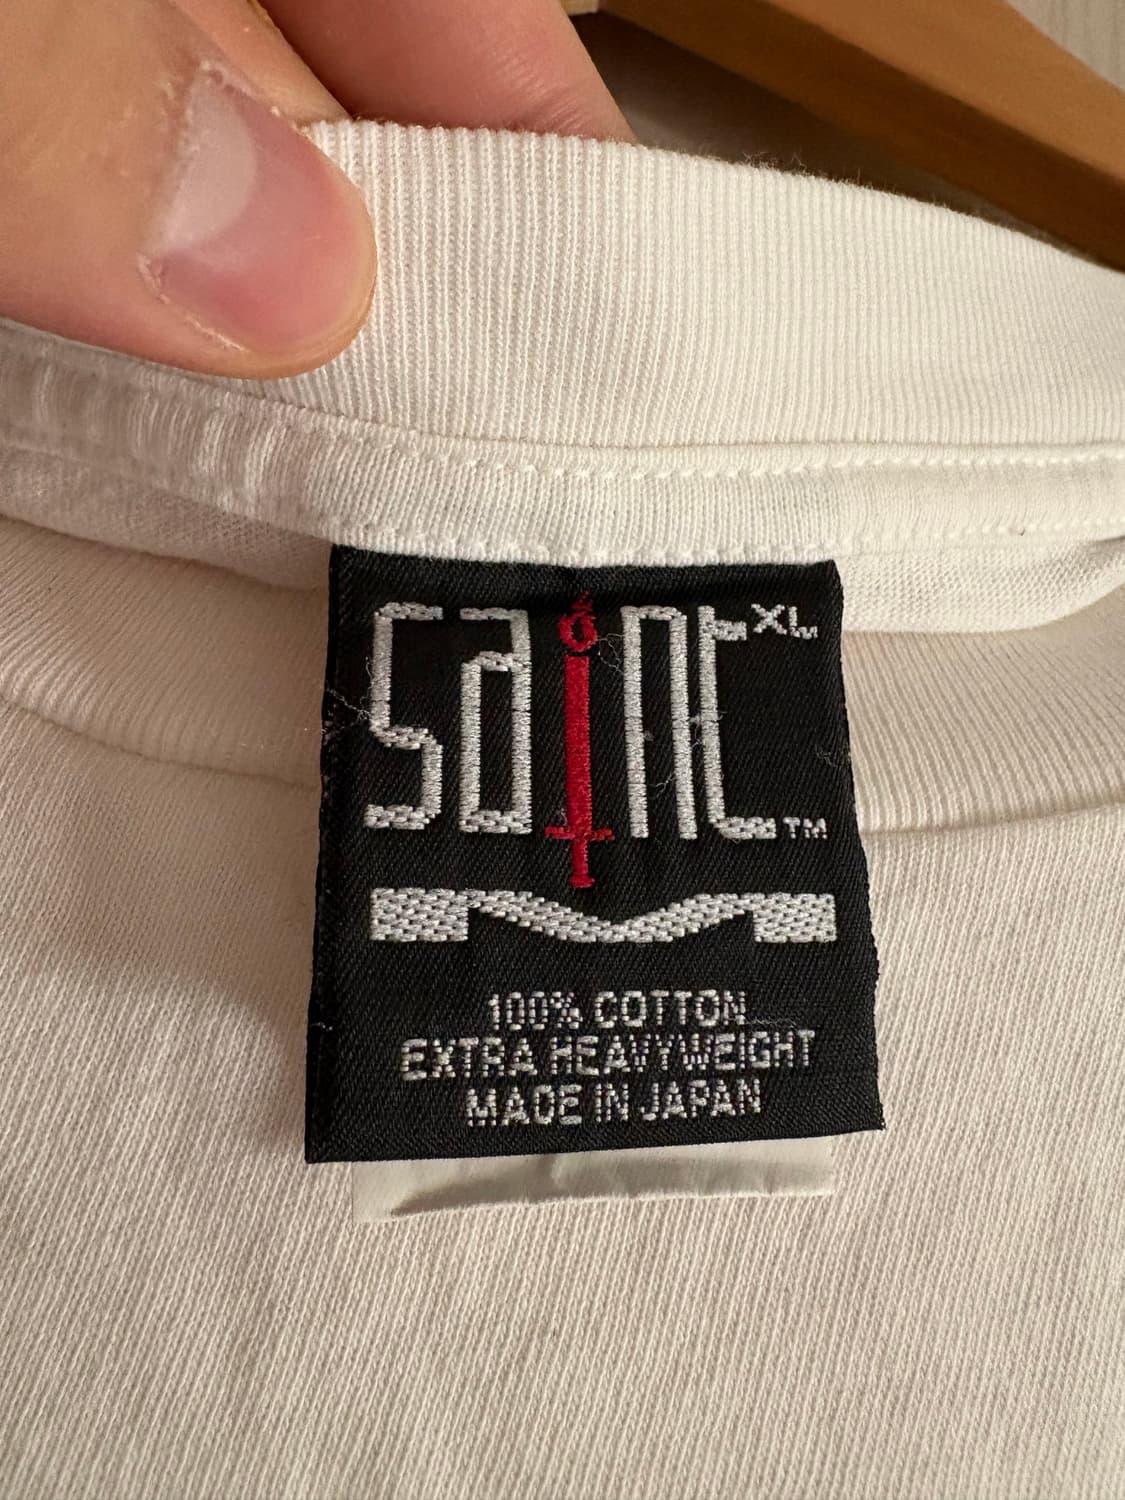 saint XL
TM
100% COTTON
EXTRA HEAVYWEIGHT
MADE IN JAPAN